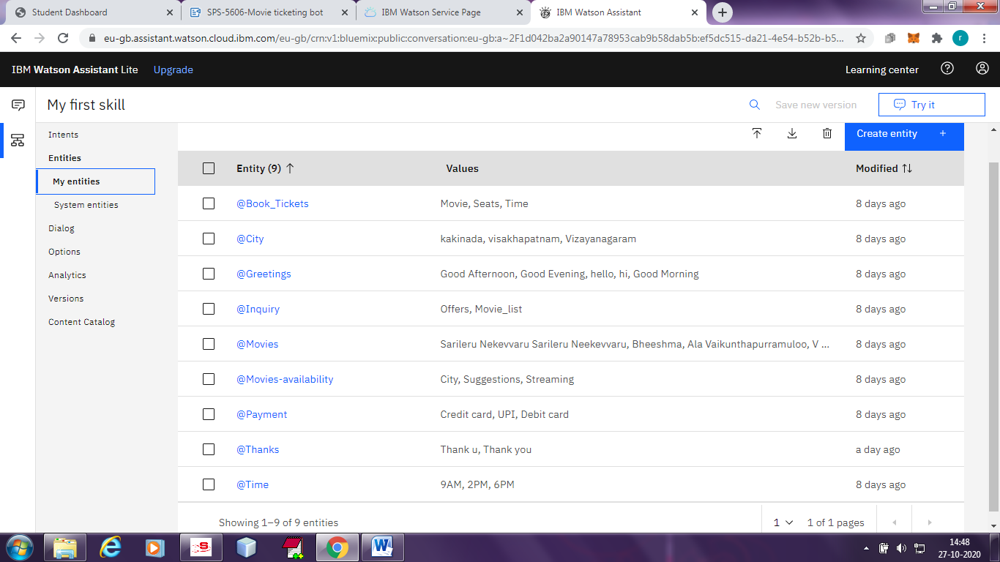 Student Dashboard
SPS-5606-Movie ticketing bot
IBM Watson Service Page
IBM Watson Assistant
eu-gb.assistant.watson.cloud.ibm.com/eu-gb/crn:v1:bluemix:public:conversation:eu-gb:a~2F1d042ba2a90147a78953cab9b58dab5b:ef5dc515-da21-4e54-b52b-b5...
r
IBM Watson Assistant Lite Upgrade
Learning center
My first skill
Save new version
Try it
Intents
Entities
My entities
System entities
Dialog
Options
Analytics
Versions
Content Catalog
Create entity +
Entity (9) Values Modified
@Book_Tickets Movie, Seats, Time 8 days ago
@City kakinada, visakhapatnam, Vizayanagaram 8 days ago
@Greetings Good Afternoon, Good Evening, hello, hi, Good Morning 8 days ago
@Inquiry Offers, Movie_list 8 days ago
@Movies Sarileru Nekevvaru Sarileru Neekevvaru, Bheeshma, Ala Vaikunthapurramuloo, V ... 8 days ago
@Movies-availability City, Suggestions, Streaming 8 days ago
@Payment Credit card, UPI, Debit card 8 days ago
@Thanks Thank u, Thank you a day ago
@Time 9AM, 2PM, 6PM 8 days ago
Showing 1–9 of 9 entities
1
1 of 1 pages
14:48
27-10-2020